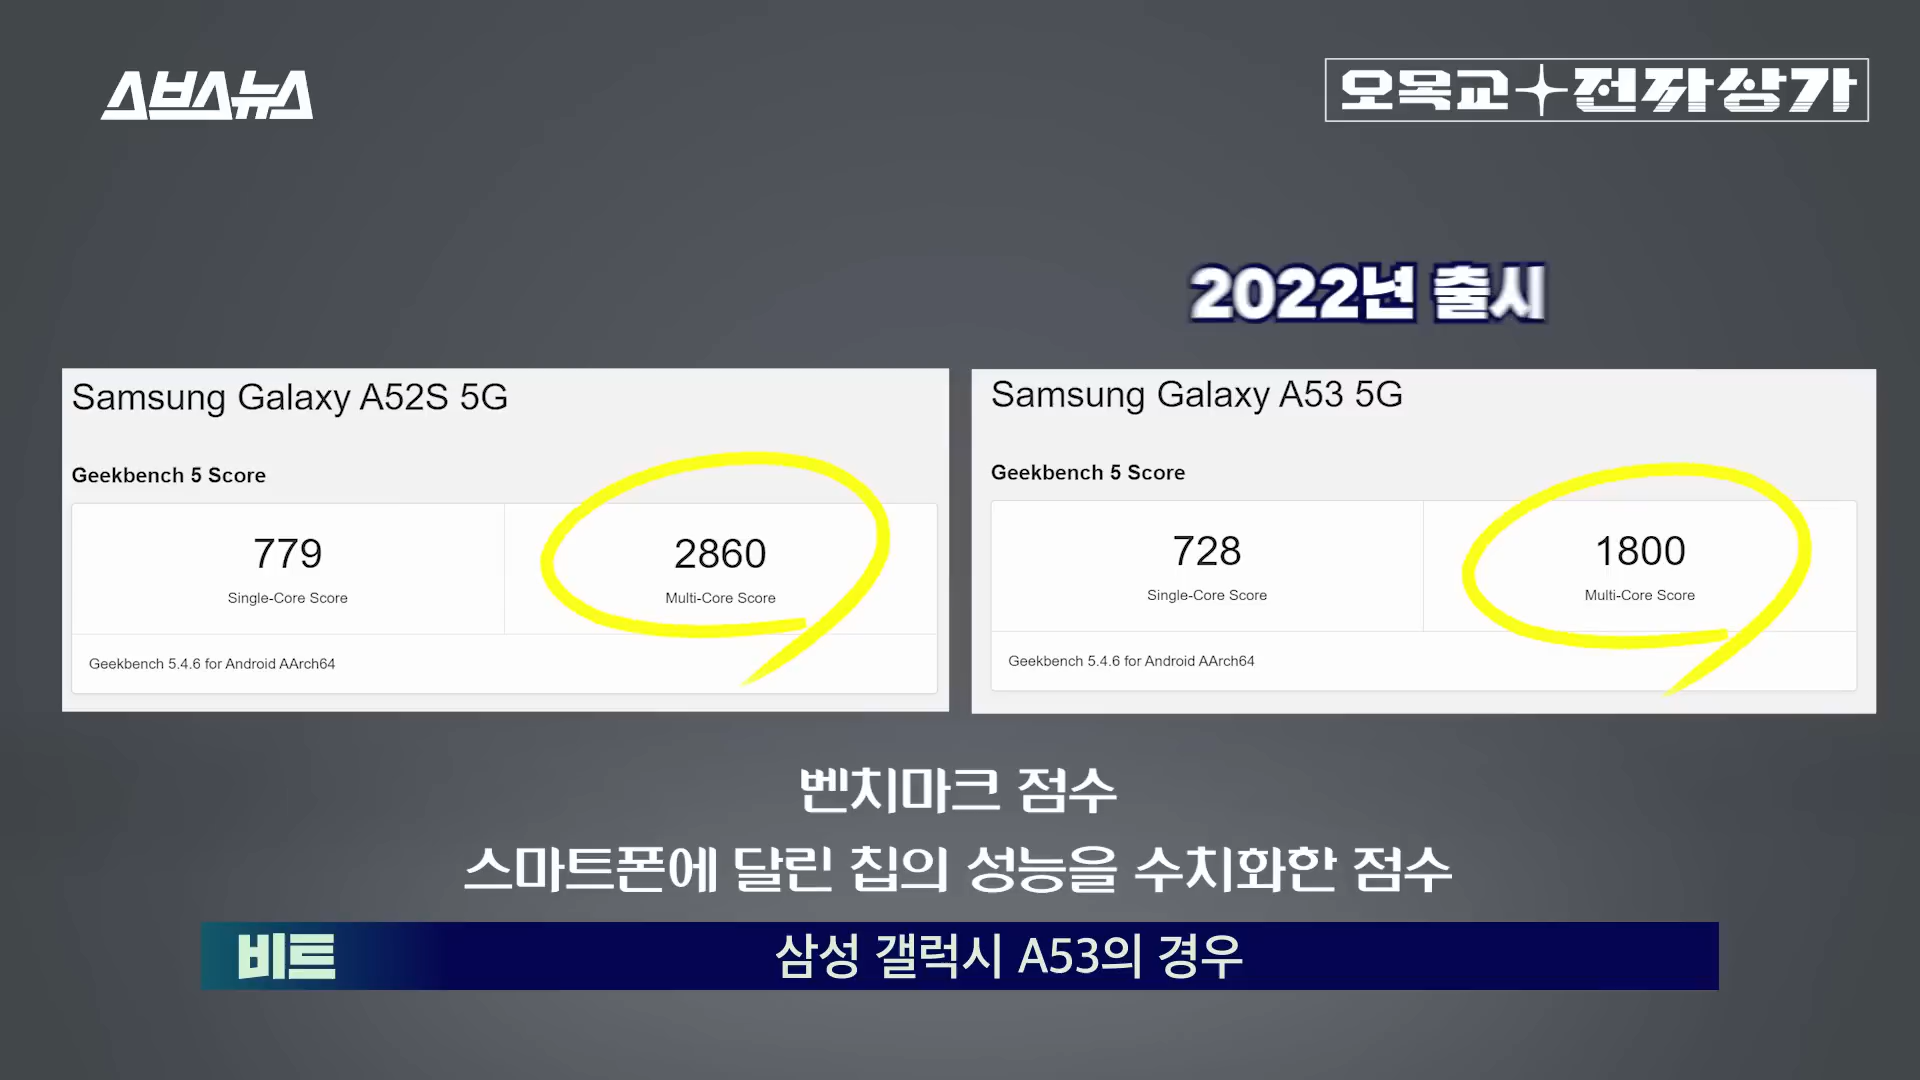 스브스뉴스
오목교 전자상가
2022년 출시
Samsung Galaxy A52S 5G
Geekbench 5 Score
779
2860
Single-Core Score
Multi-Core Score
Geekbench 5.4.6 for Android AArch64
Samsung Galaxy A53 5G
Geekbench 5 Score
728
1800
Single-Core Score
Multi-Core Score
Geekbench 5.4.6 for Android AArch64
벤치마크 점수
스마트폰에 달린 칩의 성능을 수치화한 점수
비트
삼성 갤럭시 A53의 경우